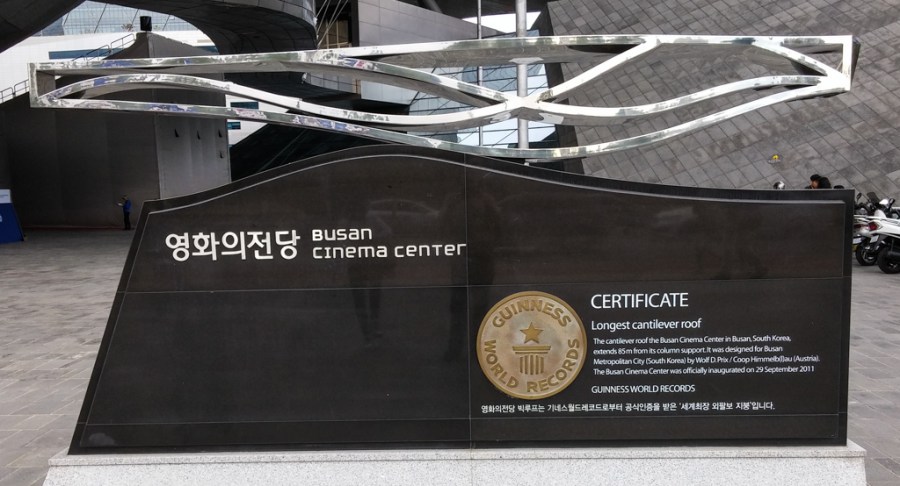 영화의전당
Busan
cinema center
GUINNESS
WORLD RECORDS
CERTIFICATE
Longest cantilever roof
The cantilever roof the Busan Cinema Center in Busan, South Korea,
extends 85m from its column support. It was designed for Busan
Metropolitan City (South Korea) by Wolf D. Prix / Coop Himmelb(l)au (Austria).
The Busan Cinema Center was officially inaugurated on 29 September 2011
GUINNESS WORLD RECORDS
영화의전당 빅루프는 기네스월드레코드로부터 공식인증을 받은 '세계최장 외팔보 지붕'입니다.